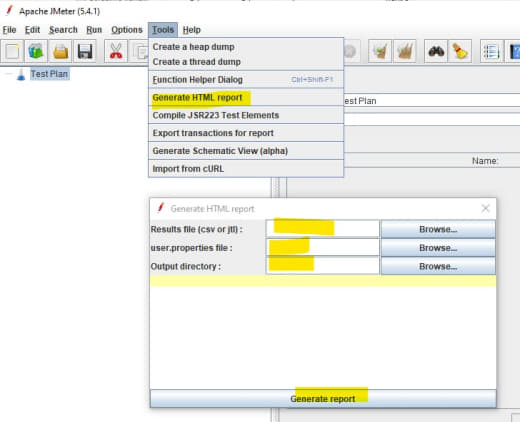 Apache JMeter (5.4.1)
File Edit Search Run Options Tools Help
Create a heap dump
Create a thread dump
Test Plan
Function Helper Dialog Ctrl+Shift-F1
Generate HTML report
est Plan
Compile JSR223 Test Elements
Export transactions for report
Generate Schematic View (alpha)
Name:
Import from cURL
Generate HTML report
Results file (csv or jtl) : Browse...
user.properties file : Browse...
Output directory : Browse...
Generate report